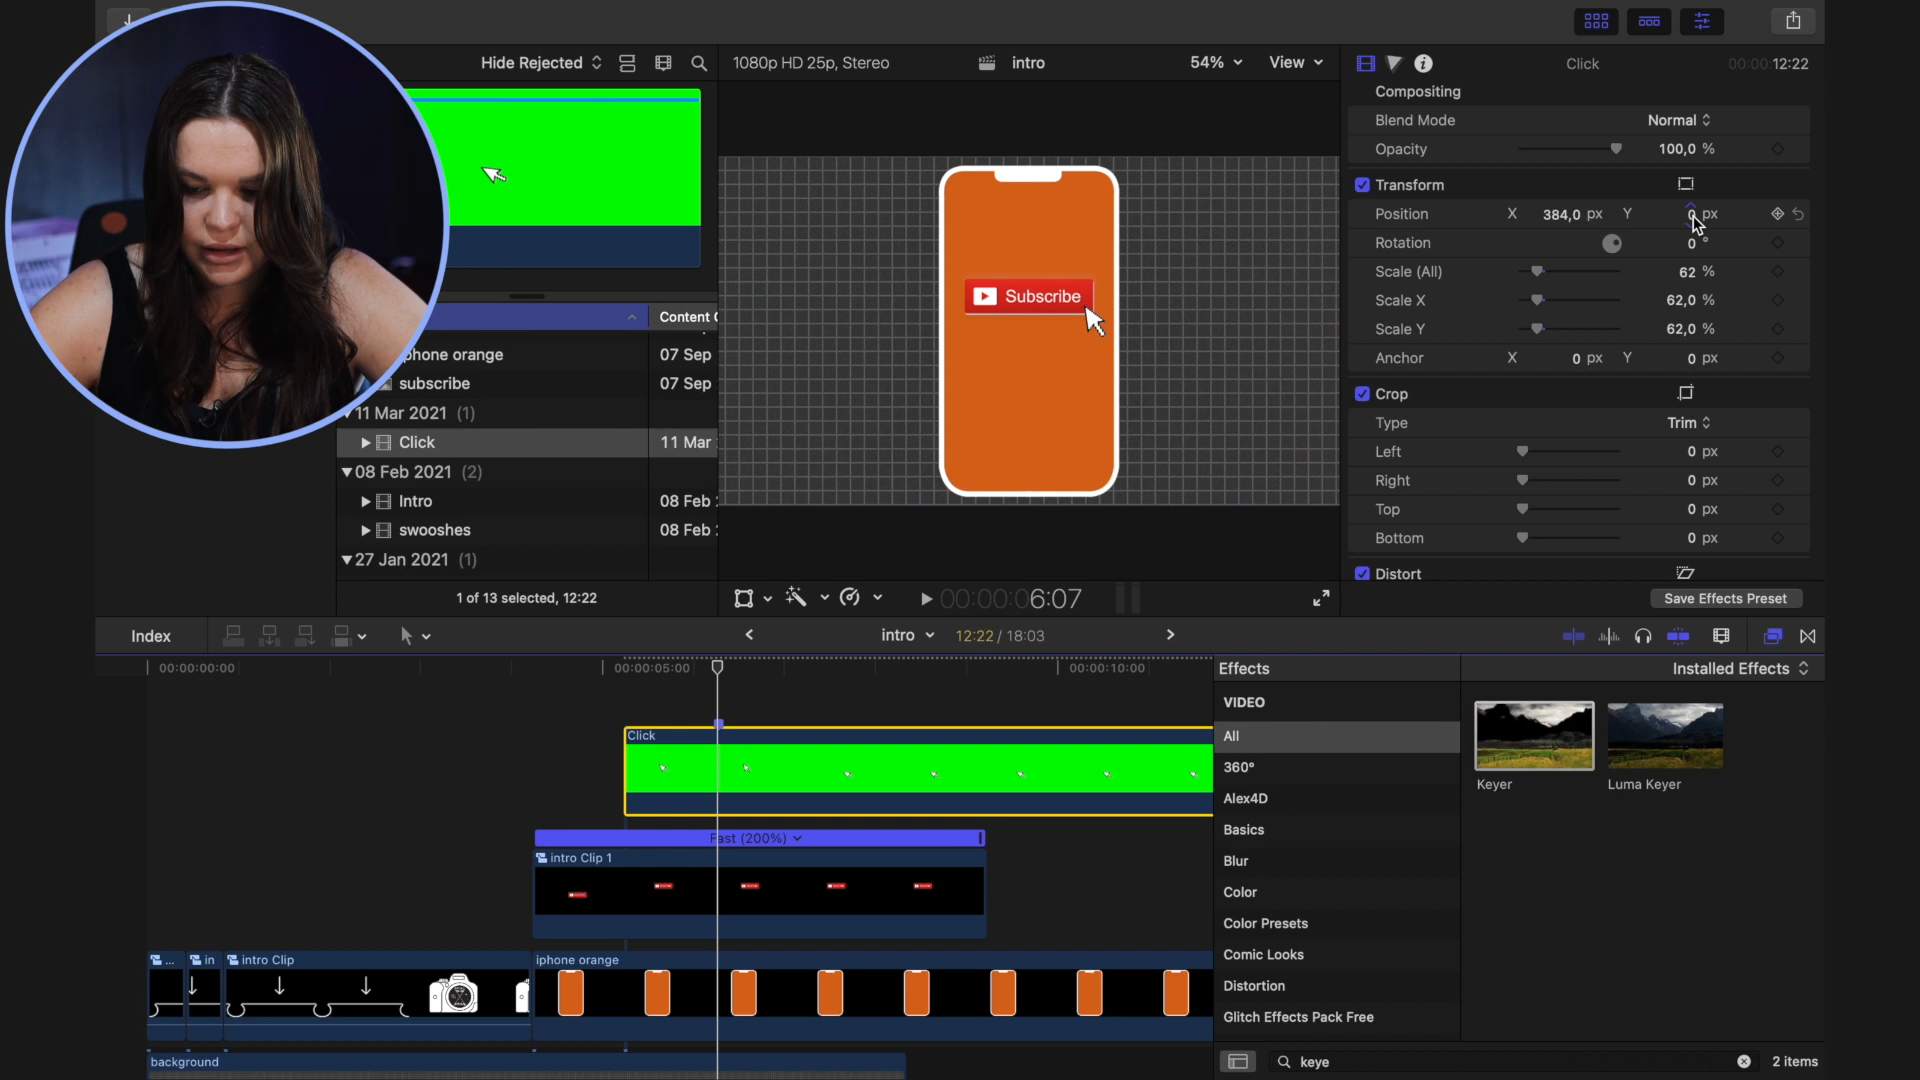 Hide Rejected
1080p HD 25p, Stereo
intro
54%
View
Click
00:00:12:22
Compositing
Blend Mode
Normal
Opacity
100,0 %
Transform
Position X 384,0 px Y 0 px
Rotation 0 °
Scale (All) 62 %
Scale X 62,0 %
Scale Y 62,0 %
Anchor X 0 px Y 0 px
Crop
Type
Trim
Left 0 px
Right 0 px
Top 0 px
Bottom 0 px
Distort
Save Effects Preset
Subscribe
Content
phone orange 07 Sep
subscribe 07 Sep
11 Mar 2021 (1)
Click 11 Mar
08 Feb 2021 (2)
Intro 08 Feb
swooshes 08 Feb
27 Jan 2021 (1)
1 of 13 selected, 12:22
00:00:06:07
Index
intro
12:22 / 18:03
00:00:00:00
00:00:05:00
00:00:10:00
Click
Fast (200%)
intro Clip 1
... in intro Clip
iphone orange
background
Effects
Installed Effects
VIDEO
All
360°
Alex4D
Basics
Blur
Color
Color Presets
Comic Looks
Distortion
Glitch Effects Pack Free
Keyer
Luma Keyer
keye
2 items